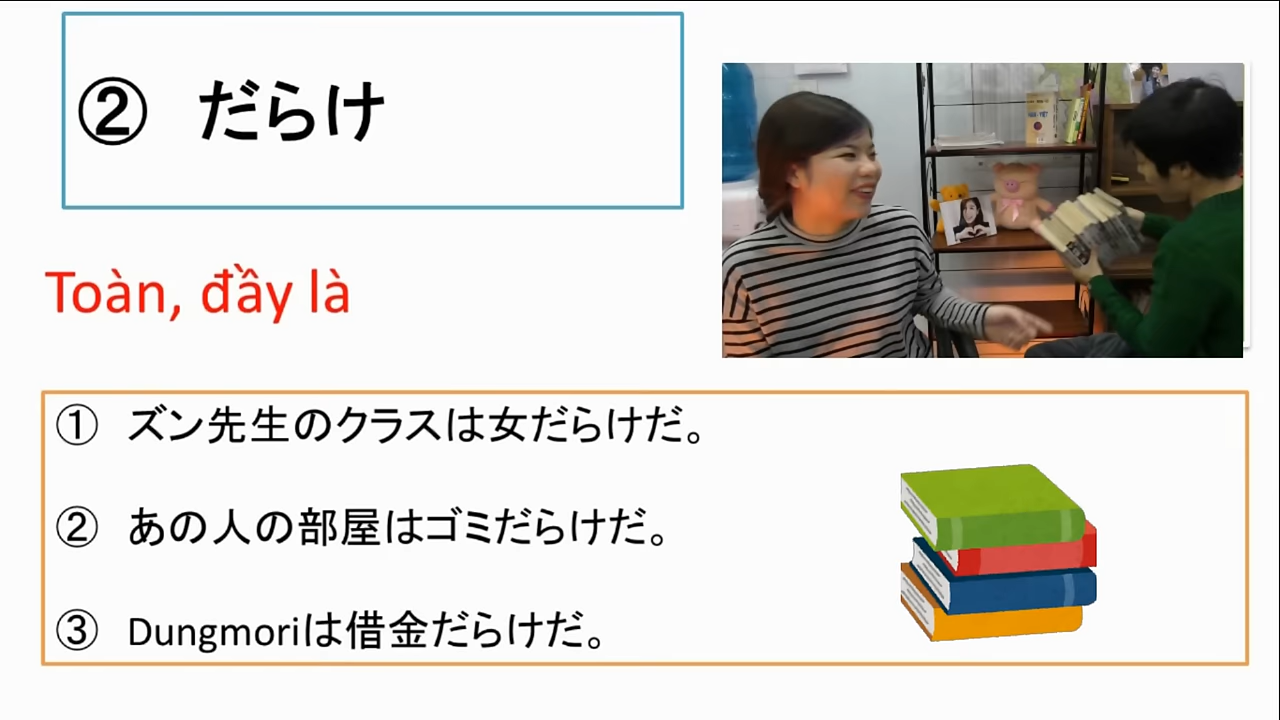 ② だらけ
Toàn, đầy là
① ズン先生のクラスは女だらけだ。
② あの人の部屋はゴミだらけだ。
③ Dungmoriは借金だらけだ。